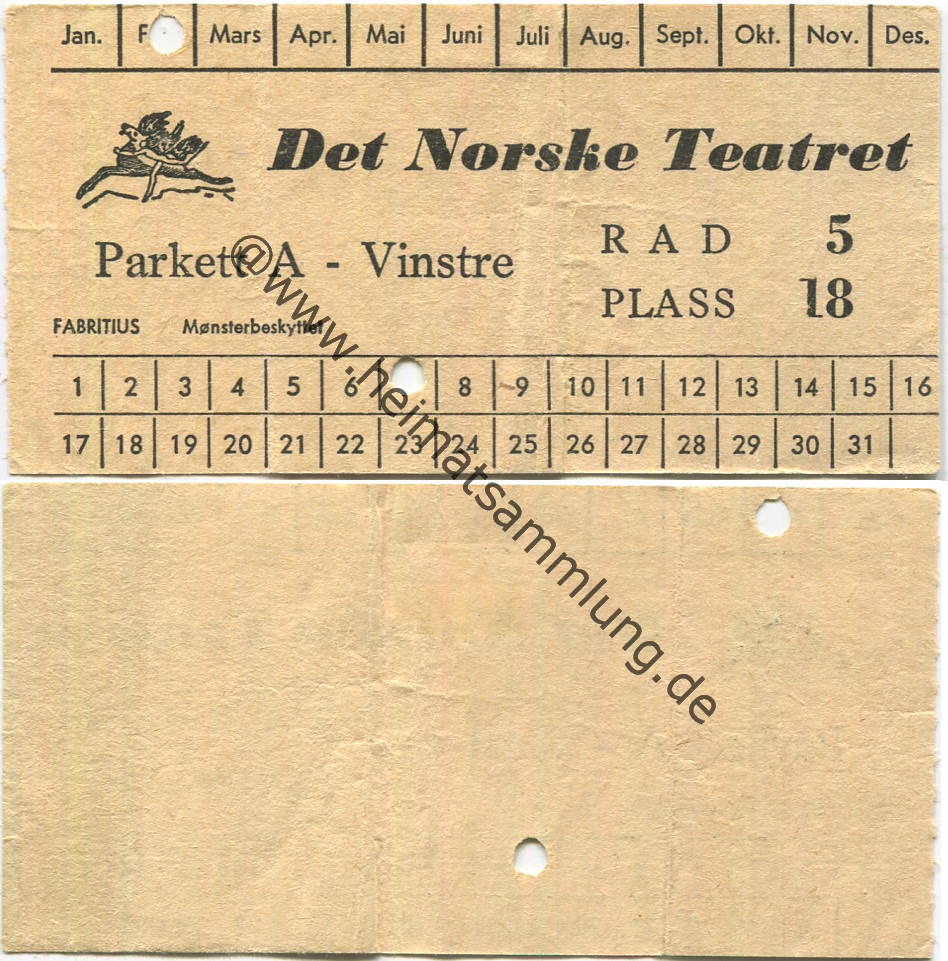 Jan. F Mars Apr. Mai Juni Juli Aug. Sept. Okt. Nov. Des.
Det Norske Teatret
Parkett A - Vinstre
RAD 5
PLASS 18
FABRITIUS Mønsterbeskyttet
1 2 3 4 5 6 8 9 10 11 12 13 14 15 16
17 18 19 20 21 22 23 24 25 26 27 28 29 30 31
@www.heimatsammlung.de